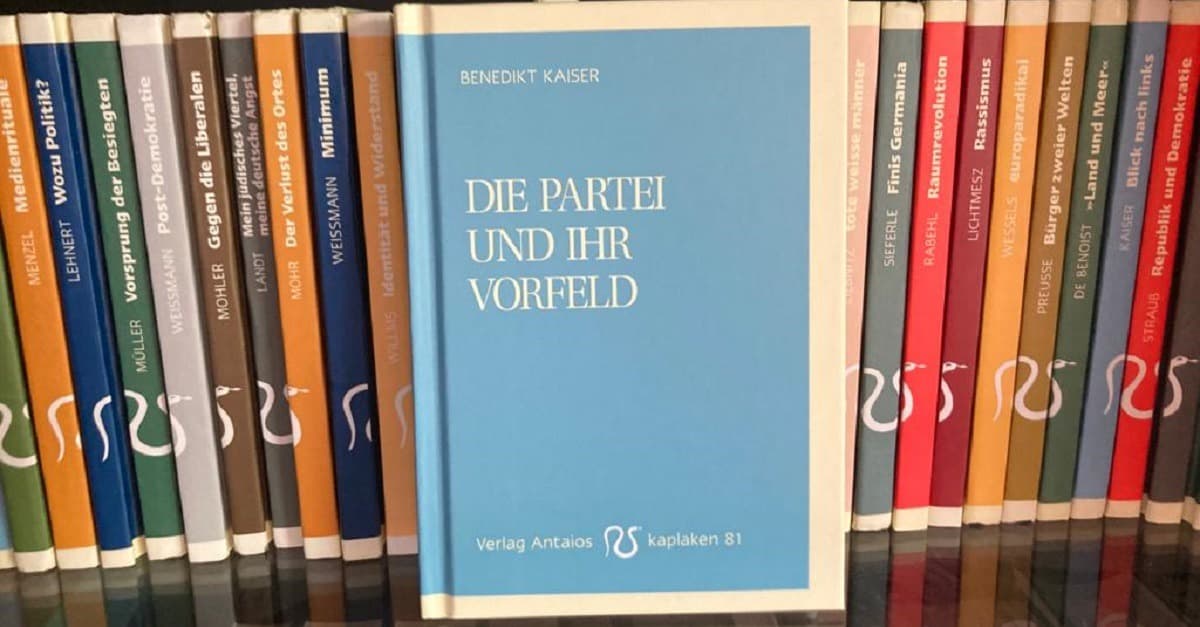 Medienrituale
MENZEL
Wozu Politik?
LEHNERT
Vorsprung der Besiegten
MÜLLER
Post-Demokratie
WEISSMANN
Gegen die Liberalen
MOHLER
Mein jüdisches Viertel,
meine deutsche Angst
LANDT
Der Verlust des Ortes
MOHR
Minimum
WEISSMANN
Identität und Widerstand
WILLMS
BENEDIKT KAISER
DIE PARTEI
UND IHR
VORFELD
Verlag Antaios kaplaken 81
tote weisse männer
Finis Germania
SIEFERLE
Raumrevolution
RABEHL
Rassismus
LICHTMESZ
europaradikal
WESSELS
Bürger zweier Welten
PREUSSE
»Land und Meer«
DE BENOIST
Blick nach links
KAISER
Republik und Demokratie
STRAUB